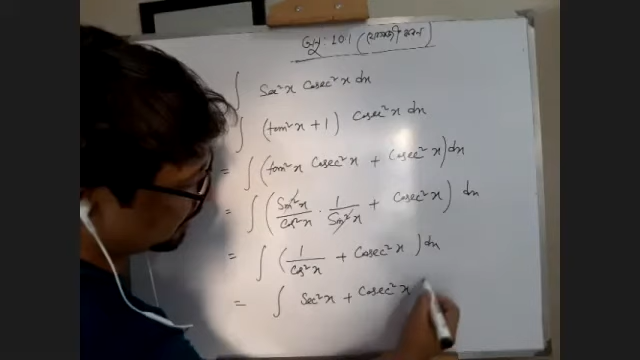 ∫ Sec²x Cosec²x dx
∫ (tan²x + 1) Cosec²x dx
= ∫ (tan²x Cosec²x + Cosec²x) dx
= ∫ (Sin²x/Cos²x · 1/Sin²x + Cosec²x) dx
= ∫ (1/Cos²x + Cosec²x) dx
= ∫ Sec²x + Cosec²x